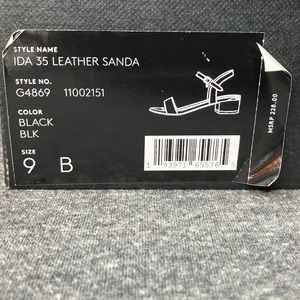 STYLE NAME
IDA 35 LEATHER SANDA
STYLE NO.
G4869 11002151
COLOR
BLACK
BLK
SIZE
9 B
MSRP 228.00